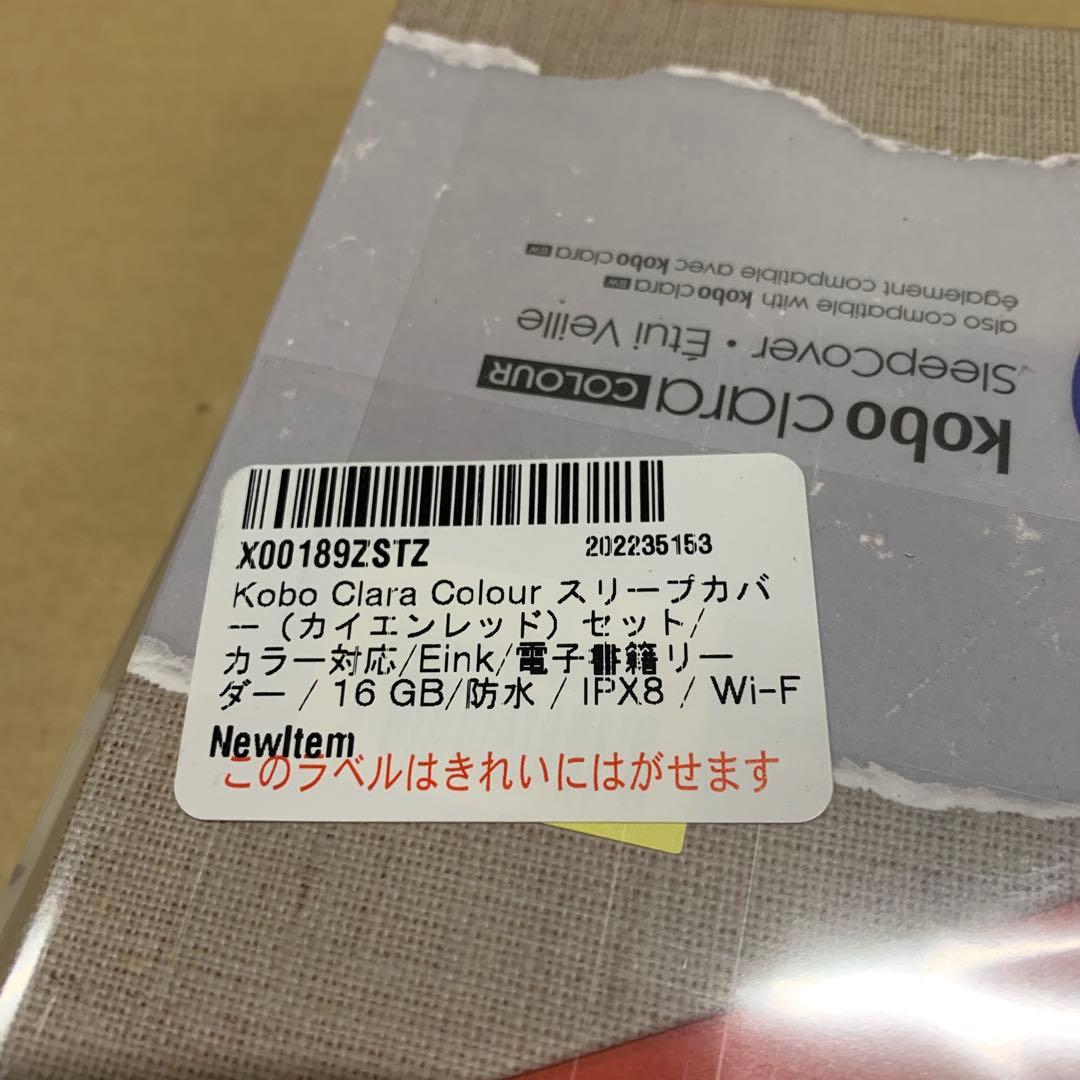 kobo clara COLOUR
SleepCover • Étui Veille
also compatible with kobo clara BW
également compatible avec kobo clara BW
X00189ZSTZ
202235153
Kobo Clara Colour スリープカバ
ー（カイエンレッド）セット/
カラー対応/Eink/電子書籍リー
ダー / 16 GB/防水 / IPX8 / Wi-F
NewItem
このラベルはきれいにはがせます